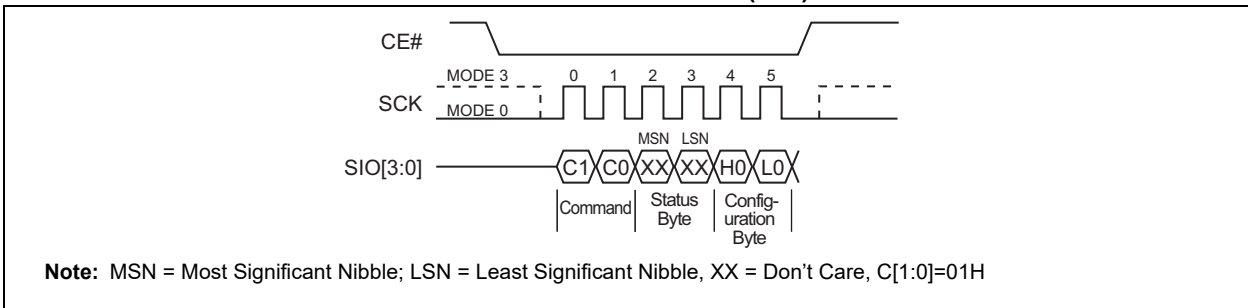 CE#
MODE 3 0 1 2 3 4 5
SCK
MODE 0
MSN LSN
SIO[3:0] C1 C0 XX XX H0 L0
Command Status Byte Config-uration Byte
Note: MSN = Most Significant Nibble; LSN = Least Significant Nibble, XX = Don't Care, C[1:0]=01H